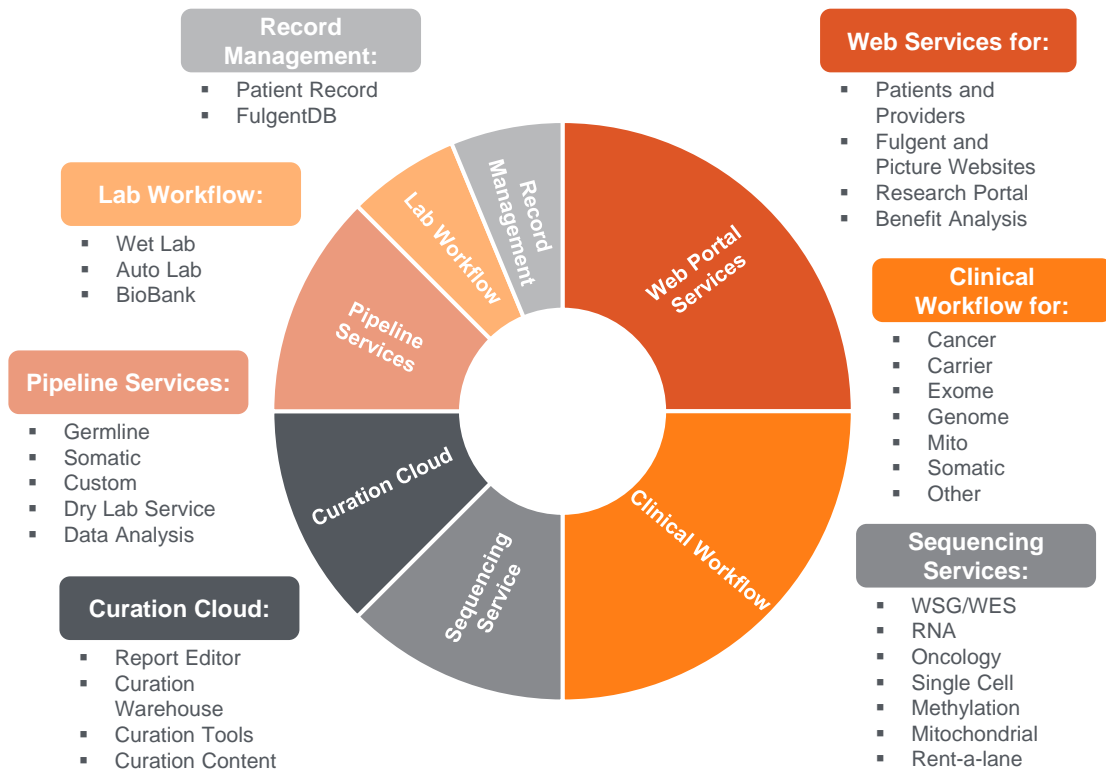 Record
Management:
Patient Record
FulgentDB
Lab Workflow:
Wet Lab
Auto Lab
BioBank
Pipeline Services:
Germline
Somatic
Custom
Dry Lab Service
Data Analysis
Curation Cloud:
Report Editor
Curation
Warehouse
Curation Tools
Curation Content
Record
Management
Lab Workflow
Pipeline
Services
Curation Cloud
Sequencing
Service
Clinical Workflow
Web Portal
Services
Web Services for:
Patients and
Providers
Fulgent and
Picture Websites
Research Portal
Benefit Analysis
Clinical
Workflow for:
Cancer
Carrier
Exome
Genome
Mito
Somatic
Other
Sequencing
Services:
WSG/WES
RNA
Oncology
Single Cell
Methylation
Mitochondrial
Rent-a-lane